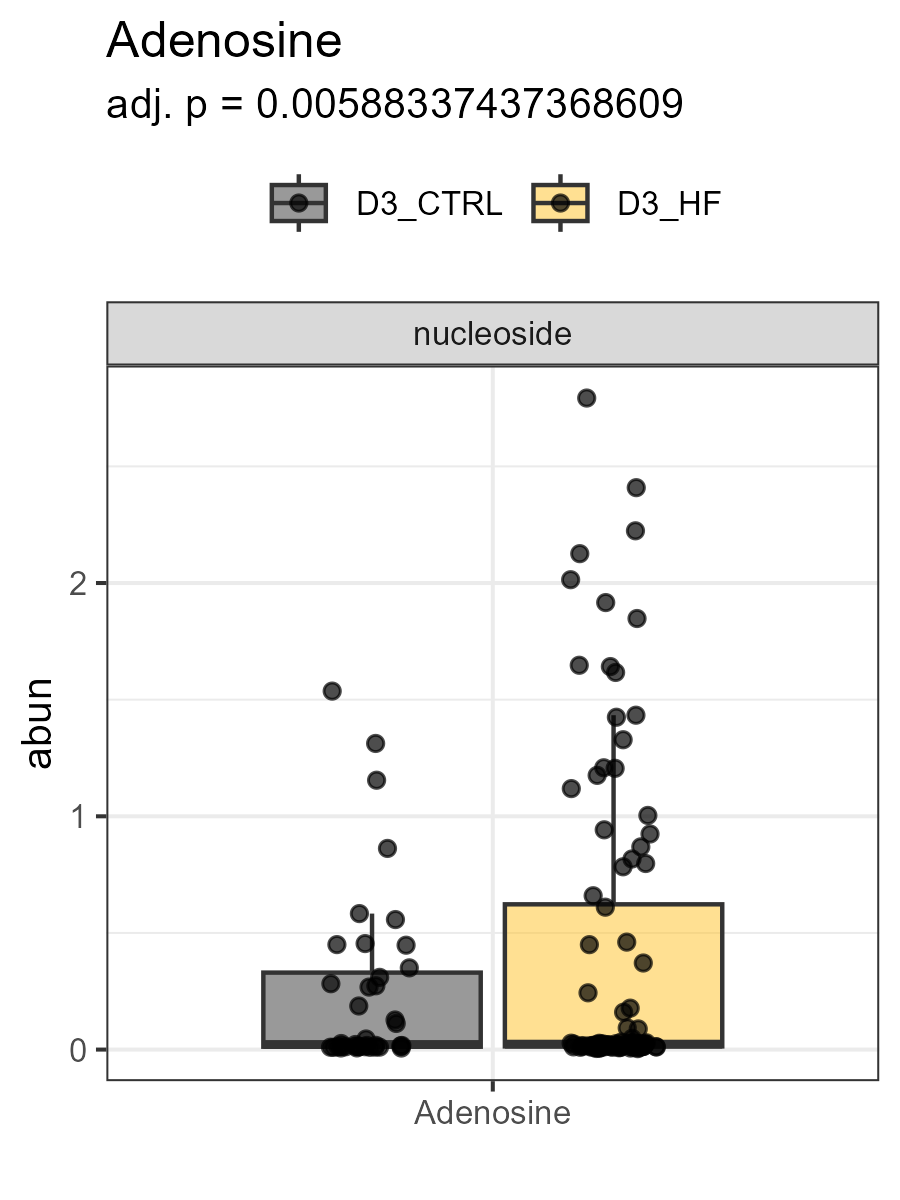 Adenosine
adj. p = 0.00588337437368609
D3_CTRL D3_HF
nucleoside
2
1
0
abun
Adenosine